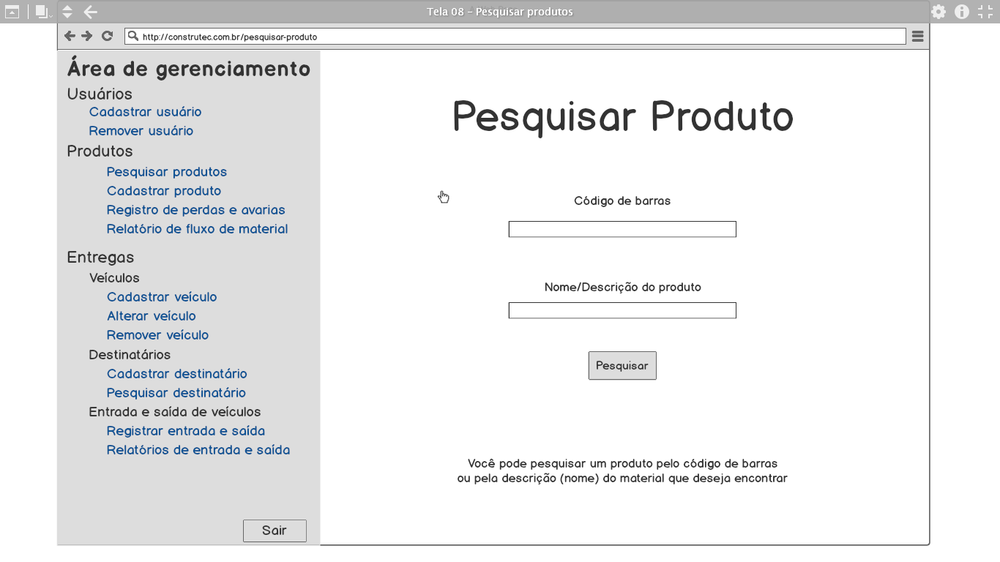 Tela 08 - Pesquisar produtos
http://construtec.com.br/pesquisar-produto
Área de gerenciamento
Usuários
Cadastrar usuário
Remover usuário
Produtos
Pesquisar produtos
Cadastrar produto
Registro de perdas e avarias
Relatório de fluxo de material
Entregas
Veículos
Cadastrar veículo
Alterar veículo
Remover veículo
Destinatários
Cadastrar destinatário
Pesquisar destinatário
Entrada e saída de veículos
Registrar entrada e saída
Relatórios de entrada e saída
Sair
Pesquisar Produto
Código de barras
Nome/Descrição do produto
Pesquisar
Você pode pesquisar um produto pelo código de barras
ou pela descrição (nome) do material que deseja encontrar